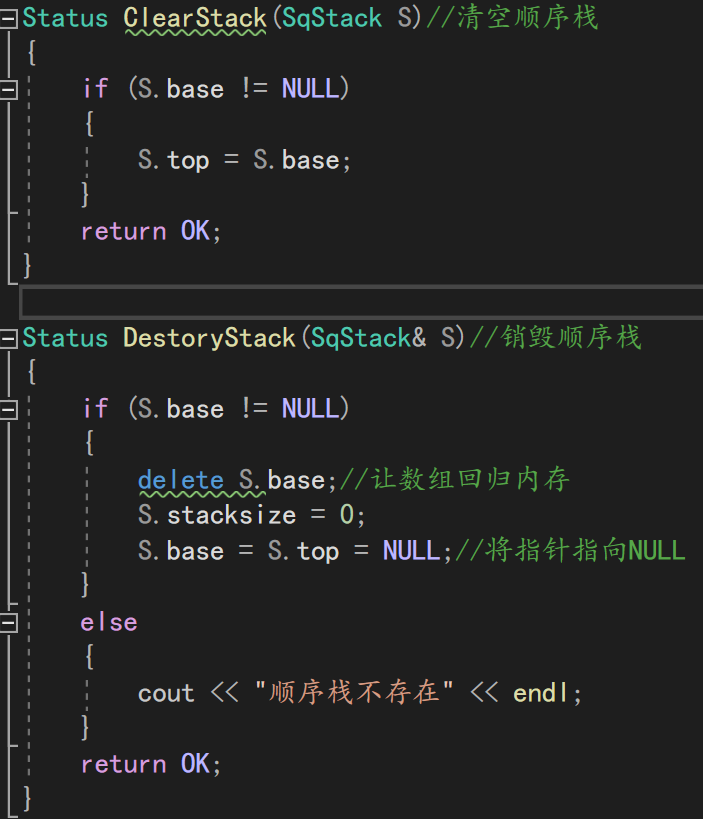 Status ClearStack(SqStack S)//清空顺序栈
{
if (S.base != NULL)
{
S.top = S.base;
}
return OK;
}
Status DestoryStack(SqStack& S)//销毁顺序栈
{
if (S.base != NULL)
{
delete S.base;//让数组回归内存
S.stacksize = 0;
S.base = S.top = NULL;//将指针指向NULL
}
else
{
cout << "顺序栈不存在" << endl;
}
return OK;
}